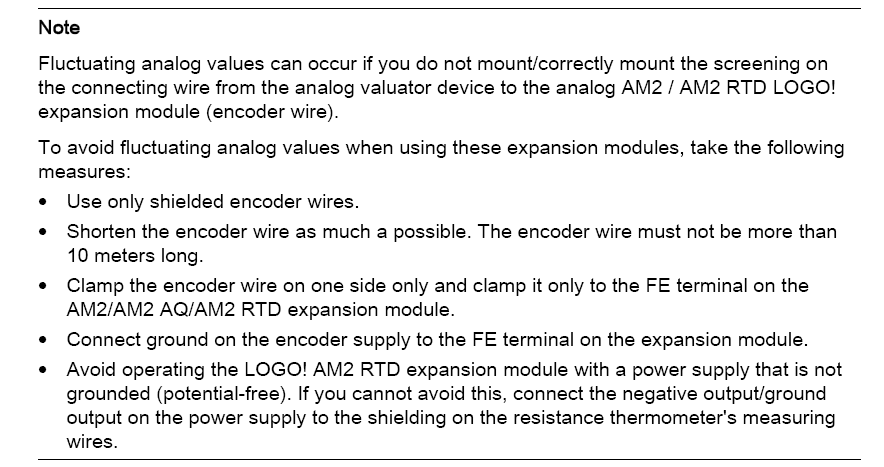 Note
Fluctuating analog values can occur if you do not mount/correctly mount the screening on
the connecting wire from the analog valuator device to the analog AM2 / AM2 RTD LOGO!
expansion module (encoder wire).
To avoid fluctuating analog values when using these expansion modules, take the following
measures:
• Use only shielded encoder wires.
• Shorten the encoder wire as much a possible. The encoder wire must not be more than
10 meters long.
• Clamp the encoder wire on one side only and clamp it only to the FE terminal on the
AM2/AM2 AQ/AM2 RTD expansion module.
• Connect ground on the encoder supply to the FE terminal on the expansion module.
• Avoid operating the LOGO! AM2 RTD expansion module with a power supply that is not
grounded (potential-free). If you cannot avoid this, connect the negative output/ground
output on the power supply to the shielding on the resistance thermometer's measuring
wires.